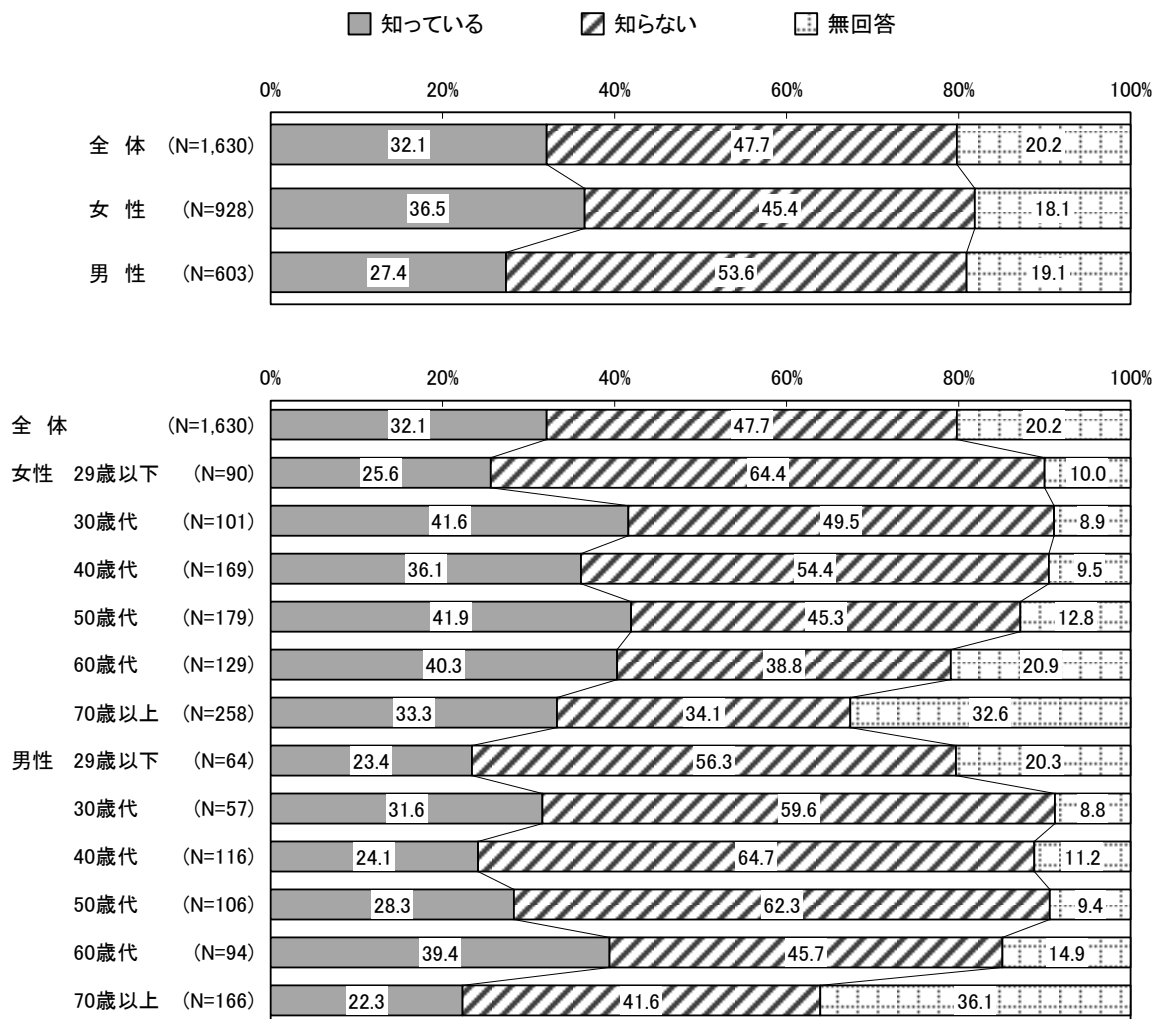 知っている 知らない 無回答
0% 20% 40% 60% 80% 100%
全 体 (N=1,630) 32.1 47.7 20.2
女 性 (N=928) 36.5 45.4 18.1
男 性 (N=603) 27.4 53.6 19.1
0% 20% 40% 60% 80% 100%
全 体 (N=1,630) 32.1 47.7 20.2
女性 29歳以下 (N=90) 25.6 64.4 10.0
30歳代 (N=101) 41.6 49.5 8.9
40歳代 (N=169) 36.1 54.4 9.5
50歳代 (N=179) 41.9 45.3 12.8
60歳代 (N=129) 40.3 38.8 20.9
70歳以上 (N=258) 33.3 34.1 32.6
男性 29歳以下 (N=64) 23.4 56.3 20.3
30歳代 (N=57) 31.6 59.6 8.8
40歳代 (N=116) 24.1 64.7 11.2
50歳代 (N=106) 28.3 62.3 9.4
60歳代 (N=94) 39.4 45.7 14.9
70歳以上 (N=166) 22.3 41.6 36.1